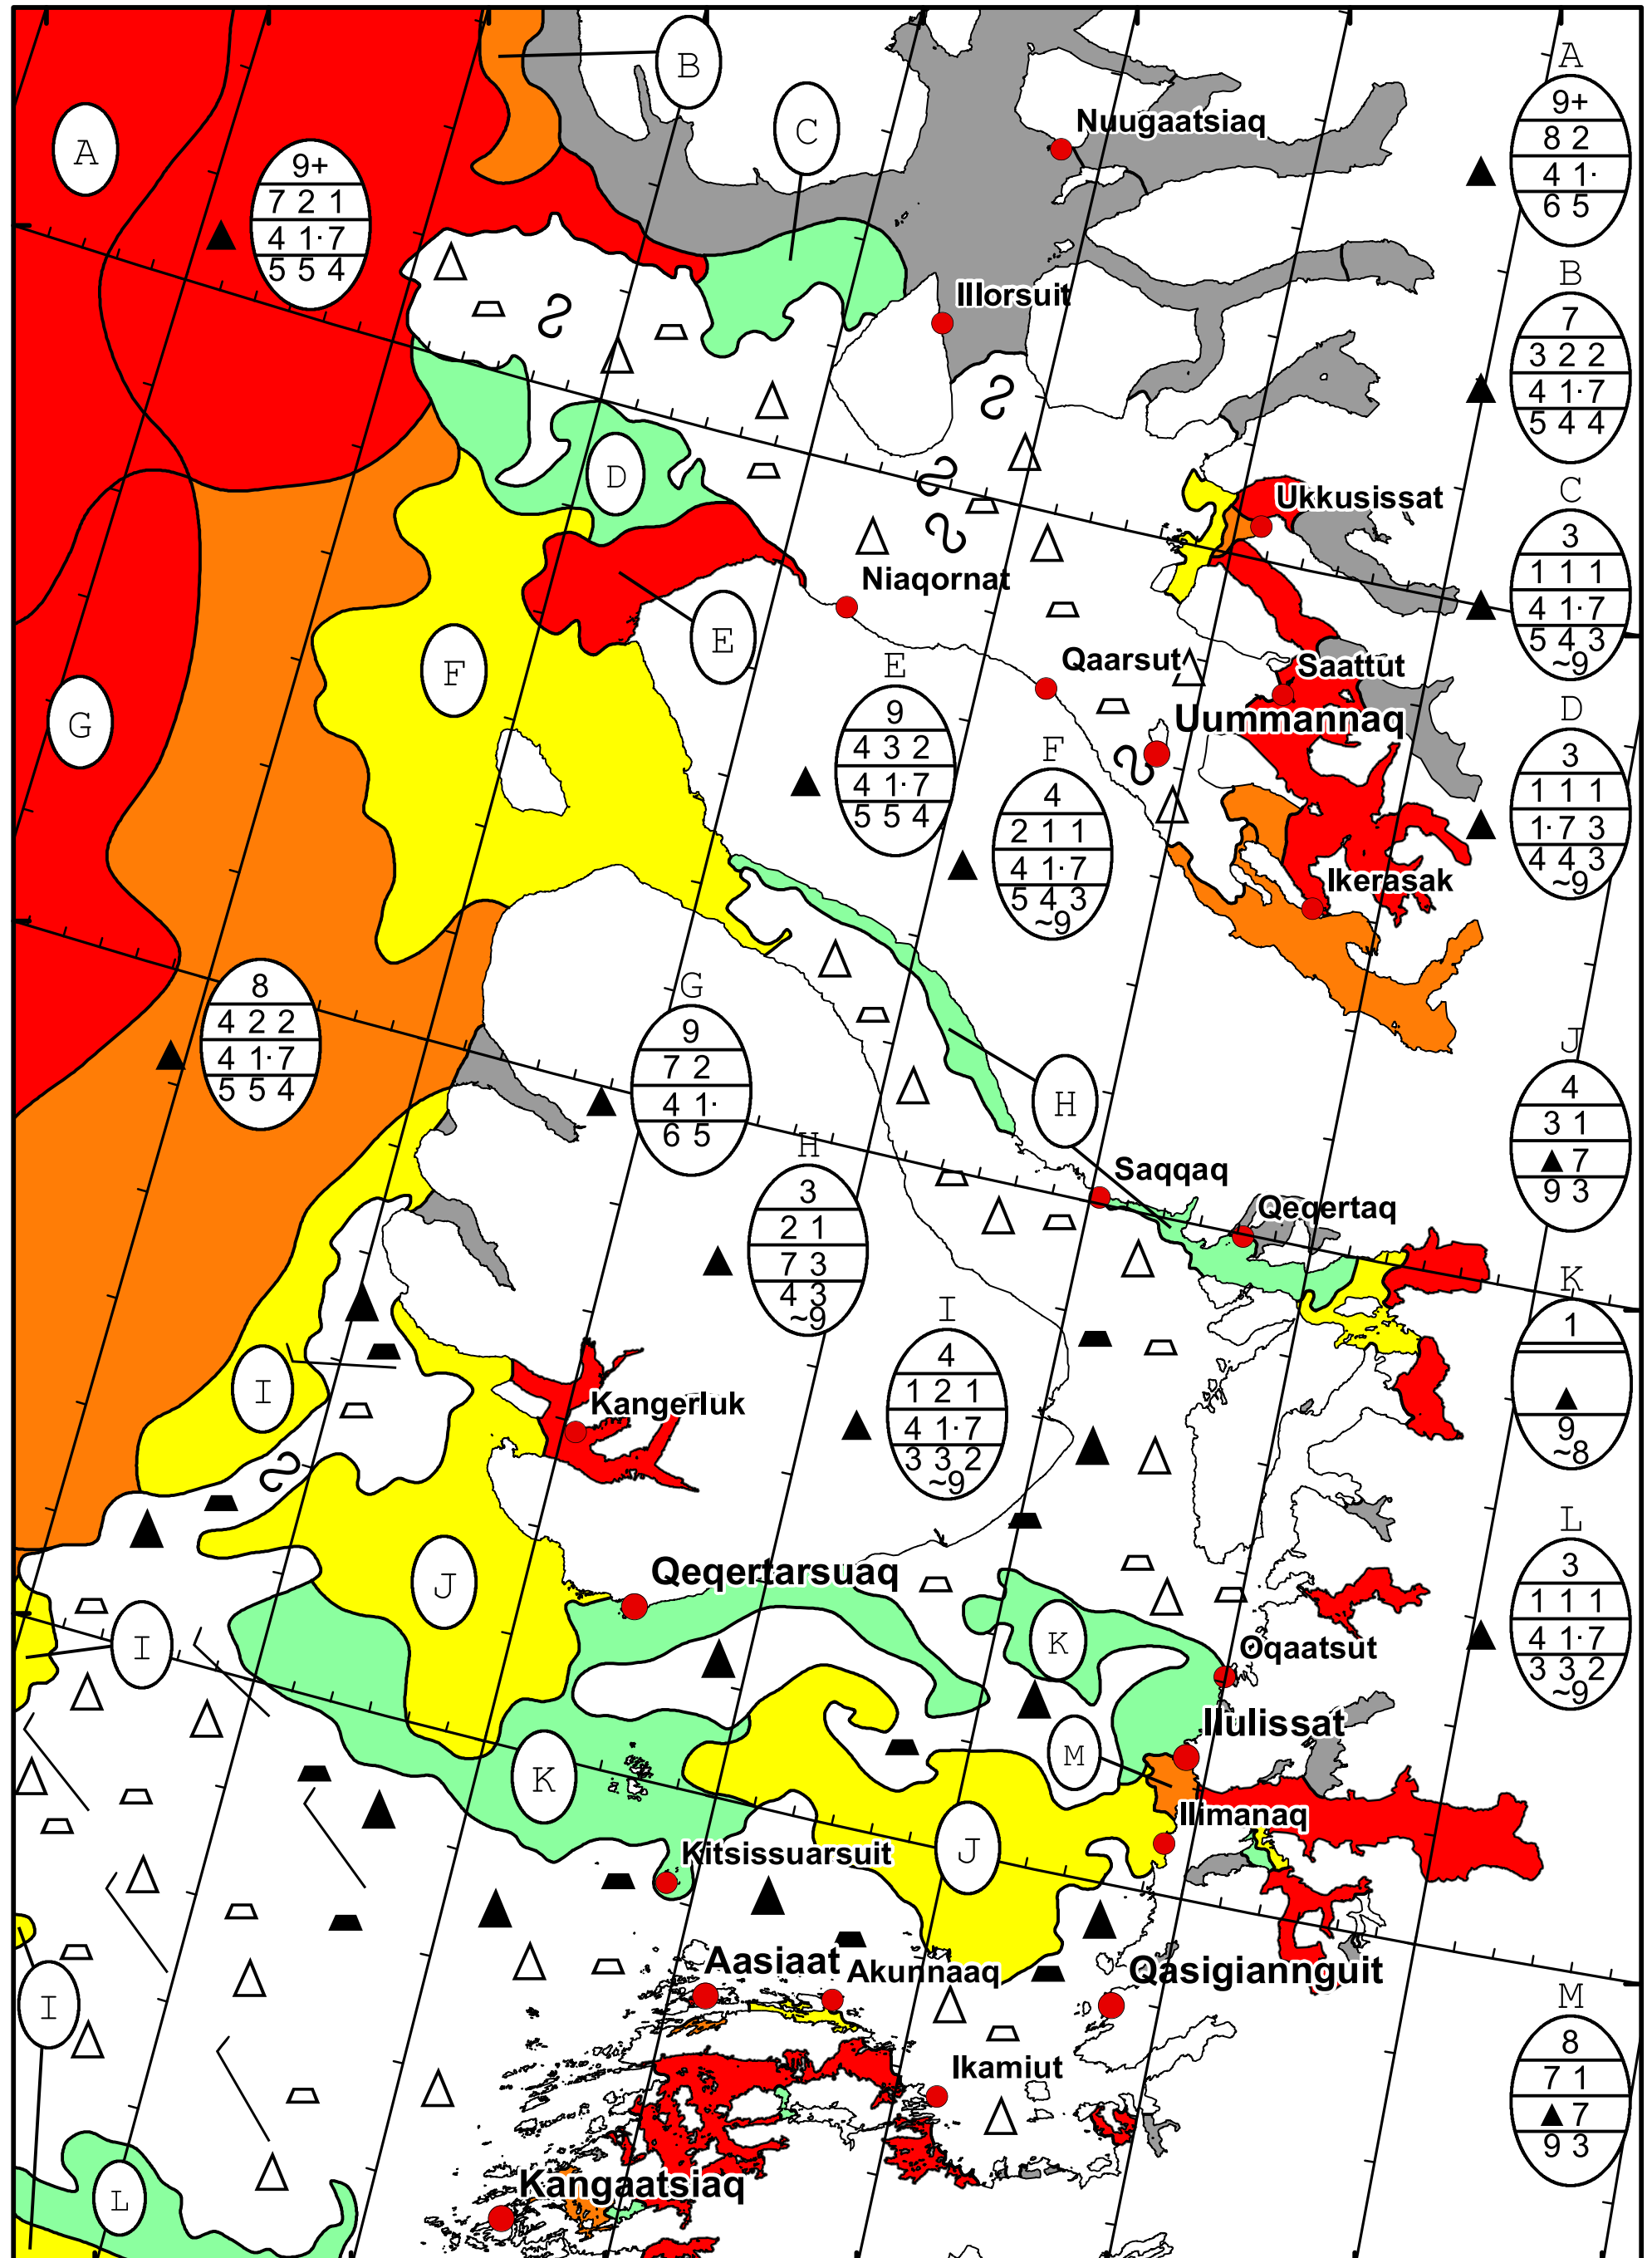 B
A
C
9+
7 2 1
4 1· 7
5 5 4
Nuugaatsiaq
Illorsuit
A
9+
8 2
4 1·
6 5
B
7
3 2 2
4 1· 7
5 4 4
D
Ukkusissat
C
3
1 1 1
4 1· 7
5 4 3
~9
Niaqornat
E
F
G
Qaarsut
Saattut
Uummannaq
Ikerasak
D
3
1 1 1
1· 7 3
4 4 3
~9
E
9
4 3 2
4 1· 7
5 5 4
F
4
2 1 1
4 1· 7
5 4 3
~9
8
4 2 2
4 1· 7
5 5 4
G
9
7 2
4 1·
6 5
H
H
3
2 1
7 3
4 3
~9
Saqqaq
Qeqertaq
J
4
3 1
▲ 7
9 3
I
4
1 2 1
4 1· 7
3 3 2
~9
I
Kangerluk
K
1
▲
9
~8
J
Qeqertarsuaq
K
Oqaatsut
I
Ilulissat
M
L
3
1 1 1
4 1· 7
3 3 2
~9
K
Ilimanaq
J
Kitsissuarsuit
Aasiaat
Akunnaaq
Qasigiannguit
I
Ikamiut
M
8
7 1
▲ 7
9 3
Kangaatsiaq
L